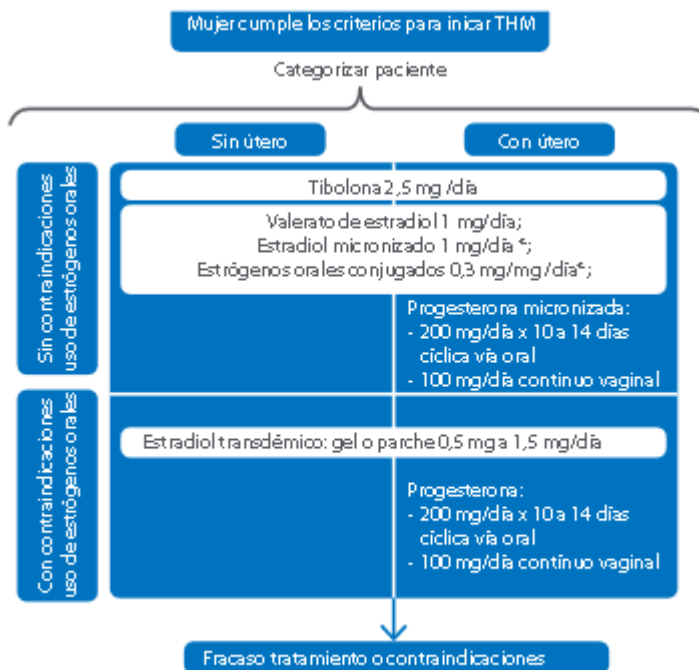 Mujer cumple los criterios para inicar THM
Categorizar paciente
Sin útero
Con útero
Sin contraindicaciones
uso de estrógenos orales
Tibolona 2,5 mg /día
Valerato de estradiol 1 mg/día;
Estradiol micronizado 1 mg/día *;
Estrógenos orales conjugados 0,3 mg/mg /día*;
Progesterona micronizada:
- 200 mg/día x 10 a 14 días
cíclica vía oral
- 100 mg/día continuo vaginal
Con contraindicaciones
uso de estrógenos orales
Estradiol transdémico: gel o parche 0,5 mg a 1,5 mg/día
Progesterona:
- 200 mg/día x 10 a 14 días
cíclica vía oral
- 100 mg/día contínuo vaginal
Fracaso tratamiento o contraindicaciones